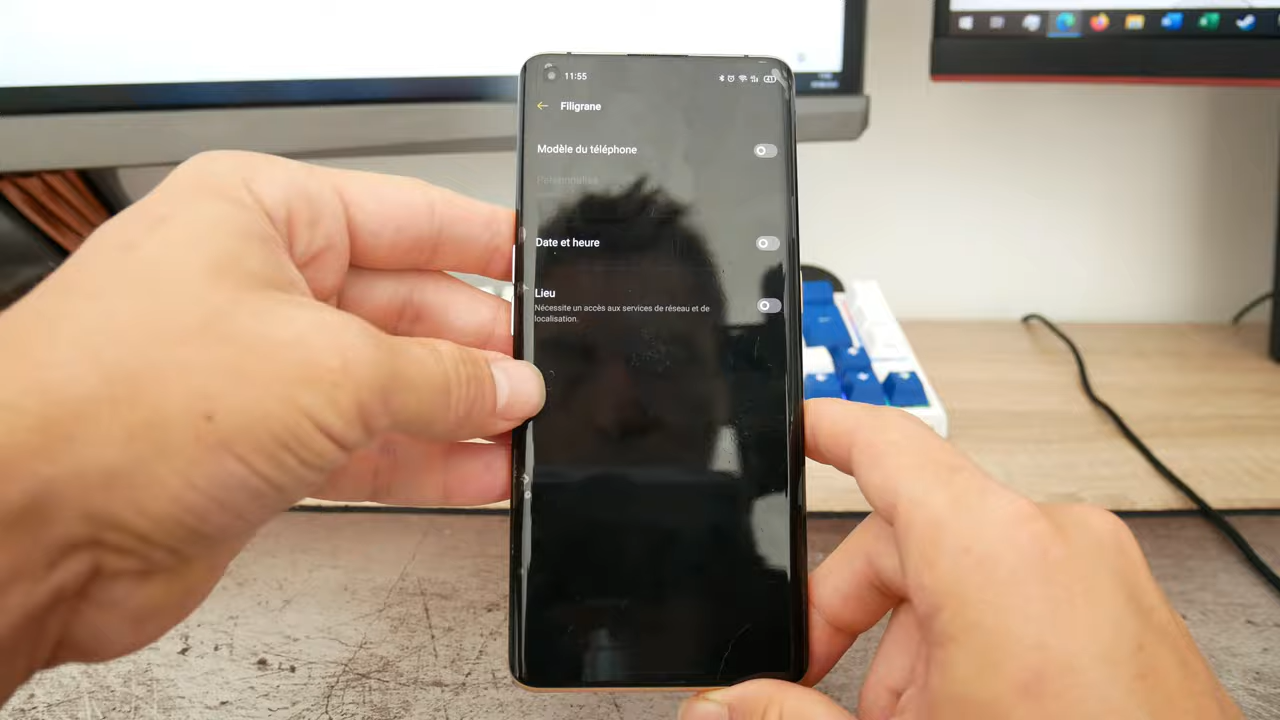 11:55
Filigrane
Modèle du téléphone
Personnalisé
Date et heure
Lieu
Nécessite un accès aux services de réseau et de
localisation.